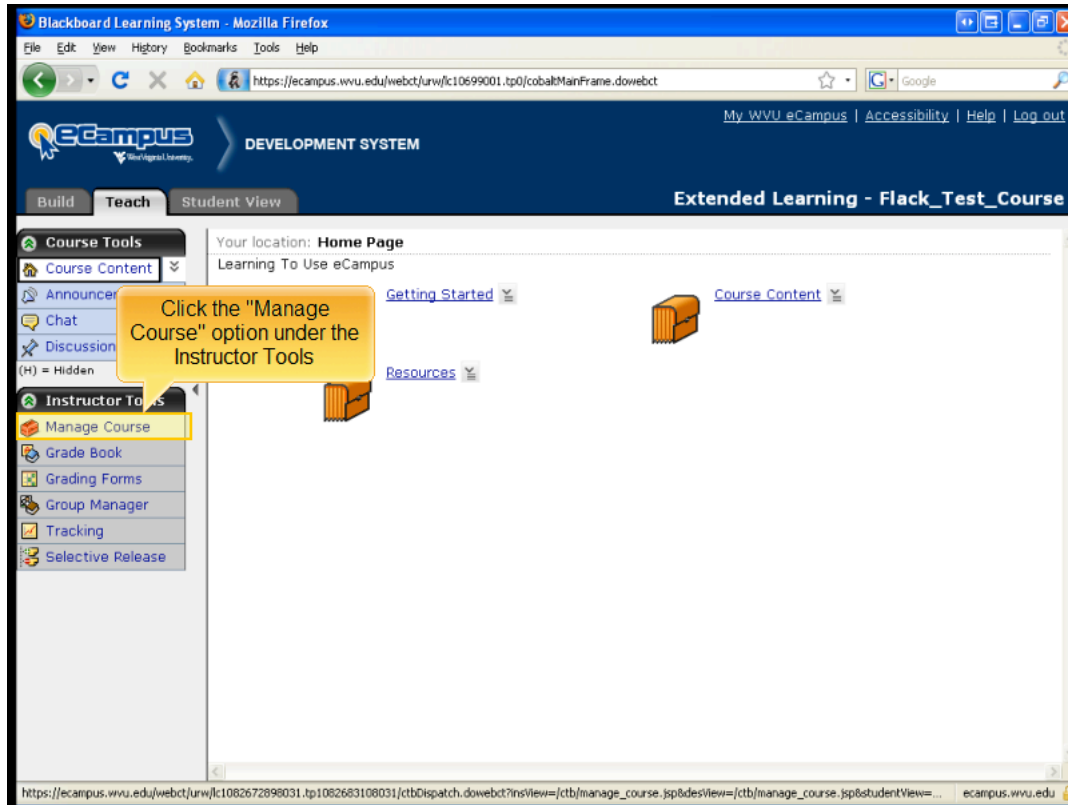 Blackboard Learning System - Mozilla Firefox
File Edit View History Bookmarks Tools Help
https://ecampus.wvu.edu/webct/urw/lc10699001.tp0/cobaltMainFrame.dowebct
G Google
My WVU eCampus | Accessibility | Help | Log out
eCampus
West Virginia University.
DEVELOPMENT SYSTEM
Build Teach Student View
Extended Learning - Flack_Test_Course
Course Tools
Your location: Home Page
Course Content
Learning To Use eCampus
Announcer
Getting Started
Course Content
Click the "Manage
Course" option under the
Instructor Tools
Chat
Discussion
(H) = Hidden
Resources
Instructor To s
Manage Course
Grade Book
Grading Forms
Group Manager
Tracking
Selective Release
https://ecampus.wvu.edu/webct/urw/lc1082672898031.tp1082683108031/ctbDispatch.dowebct?insView=/ctb/manage_course.jsp&desView=/ctb/manage_course.jsp&studentView=... ecampus.wvu.edu